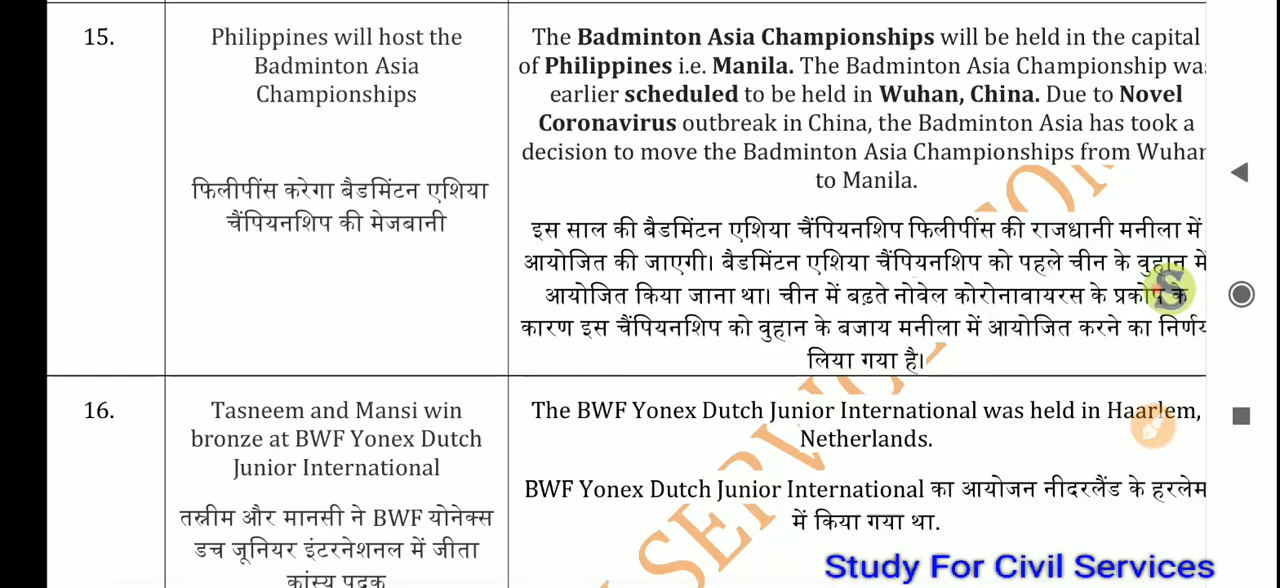 15.
Philippines will host the
Badminton Asia
Championships
फिलीपींस करेगा बैडमिंटन एशिया
चैंपियनशिप की मेजबानी
The Badminton Asia Championships will be held in the capital
of Philippines i.e. Manila. The Badminton Asia Championship was
earlier scheduled to be held in Wuhan, China. Due to Novel
Coronavirus outbreak in China, the Badminton Asia has took a
decision to move the Badminton Asia Championships from Wuhan
to Manila.
इस साल की बैडमिंटन एशिया चैंपियनशिप फिलीपींस की राजधानी मनीला में
आयोजित की जाएगी। बैडमिंटन एशिया चैंपियनशिप को पहले चीन के वुहान में
आयोजित किया जाना था। चीन में बढ़ते नोवेल कोरोनावायरस के प्रकोप के
कारण इस चैंपियनशिप को वुहान के बजाय मनीला में आयोजित करने का निर्णय
लिया गया है।
16.
Tasneem and Mansi win
bronze at BWF Yonex Dutch
Junior International
तस्नीम और मानसी ने BWF योनेक्स
डच जूनियर इंटरनेशनल में जीता
कांस्य पदक
The BWF Yonex Dutch Junior International was held in Haarlem,
Netherlands.
BWF Yonex Dutch Junior International का आयोजन नीदरलैंड के हरलेम
में किया गया था.
S
Study For Civil Services